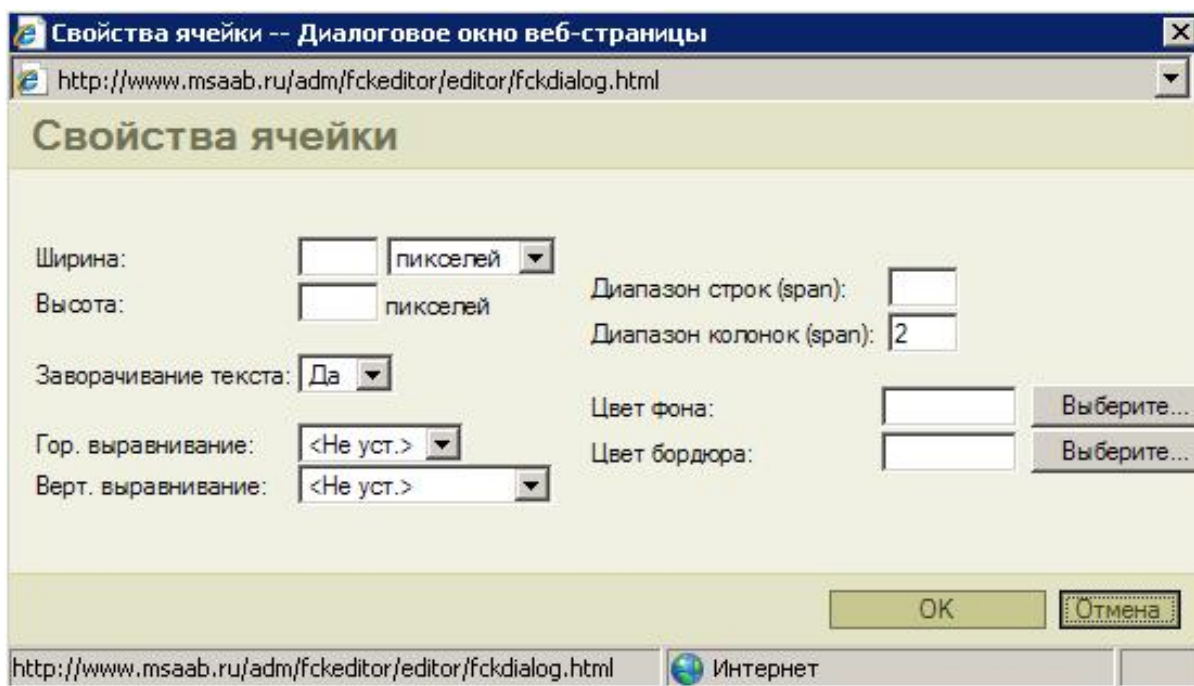 Свойства ячейки -- Диалоговое окно веб-страницы
http://www.msaab.ru/adm/fckeditor/editor/fckdialog.html
Свойства ячейки
Ширина: пикселей
Высота: пикселей
Заворачивание текста: Да
Гор. выравнивание: <Не уст.>
Верт. выравнивание: <Не уст.>
Диапазон строк (span):
Диапазон колонок (span): 2
Цвет фона: Выберите...
Цвет бордюра: Выберите...
OK Отмена
http://www.msaab.ru/adm/fckeditor/editor/fckdialog.html Интернет